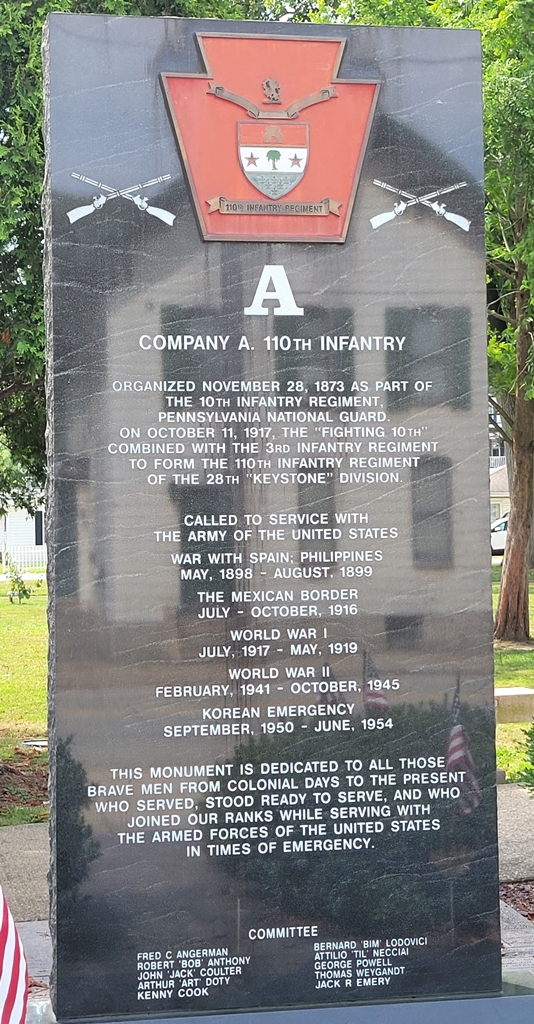 110TH INFANTRY REGIMENT
A
COMPANY A. 110TH INFANTRY
ORGANIZED NOVEMBER 28, 1873 AS PART OF
THE 10TH INFANTRY REGIMENT,
PENNSYLVANIA NATIONAL GUARD.
ON OCTOBER 11, 1917, THE "FIGHTING 10TH"
COMBINED WITH THE 3RD INFANTRY REGIMENT
TO FORM THE 110TH INFANTRY REGIMENT
OF THE 28TH "KEYSTONE" DIVISION.
CALLED TO SERVICE WITH
THE ARMY OF THE UNITED STATES
WAR WITH SPAIN; PHILIPPINES
MAY, 1898 - AUGUST, 1899
THE MEXICAN BORDER
JULY - OCTOBER, 1916
WORLD WAR I
JULY, 1917 - MAY, 1919
WORLD WAR II
FEBRUARY, 1941 - OCTOBER, 1945
KOREAN EMERGENCY
SEPTEMBER, 1950 - JUNE, 1954
THIS MONUMENT IS DEDICATED TO ALL THOSE
BRAVE MEN FROM COLONIAL DAYS TO THE PRESENT
WHO SERVED, STOOD READY TO SERVE, AND WHO
JOINED OUR RANKS WHILE SERVING WITH
THE ARMED FORCES OF THE UNITED STATES
IN TIMES OF EMERGENCY.
COMMITTEE
FRED C ANGERMAN
ROBERT 'BOB' ANTHONY
JOHN 'JACK' COULTER
ARTHUR 'ART' DOTY
KENNY COOK
BERNARD 'BIM' LODOVICI
ATTILIO 'TIL' NECCIAI
GEORGE POWELL
THOMAS WEYGANDT
JACK R EMERY